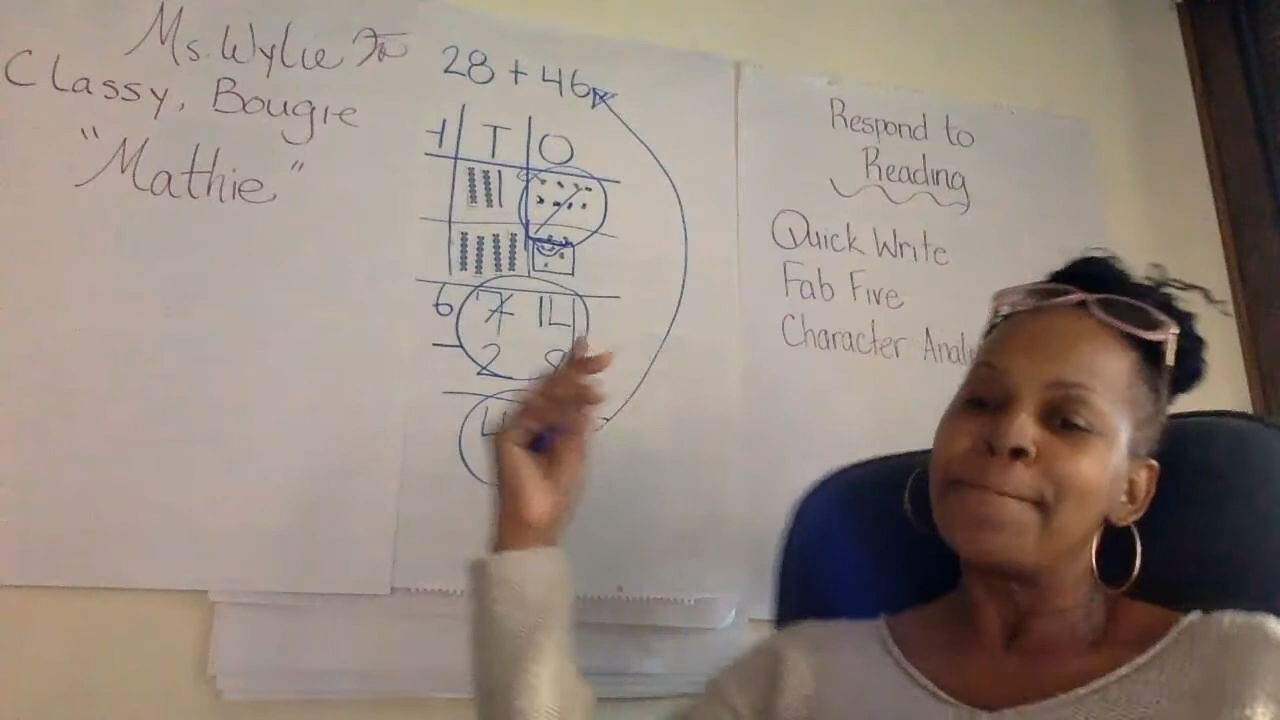 Ms. Wylie
Classy, Bougie
"Mathie"
28 + 46
H T O
6 7 14
- 2 8
4
Respond to
Reading
Quick Write
Fab Five
Character